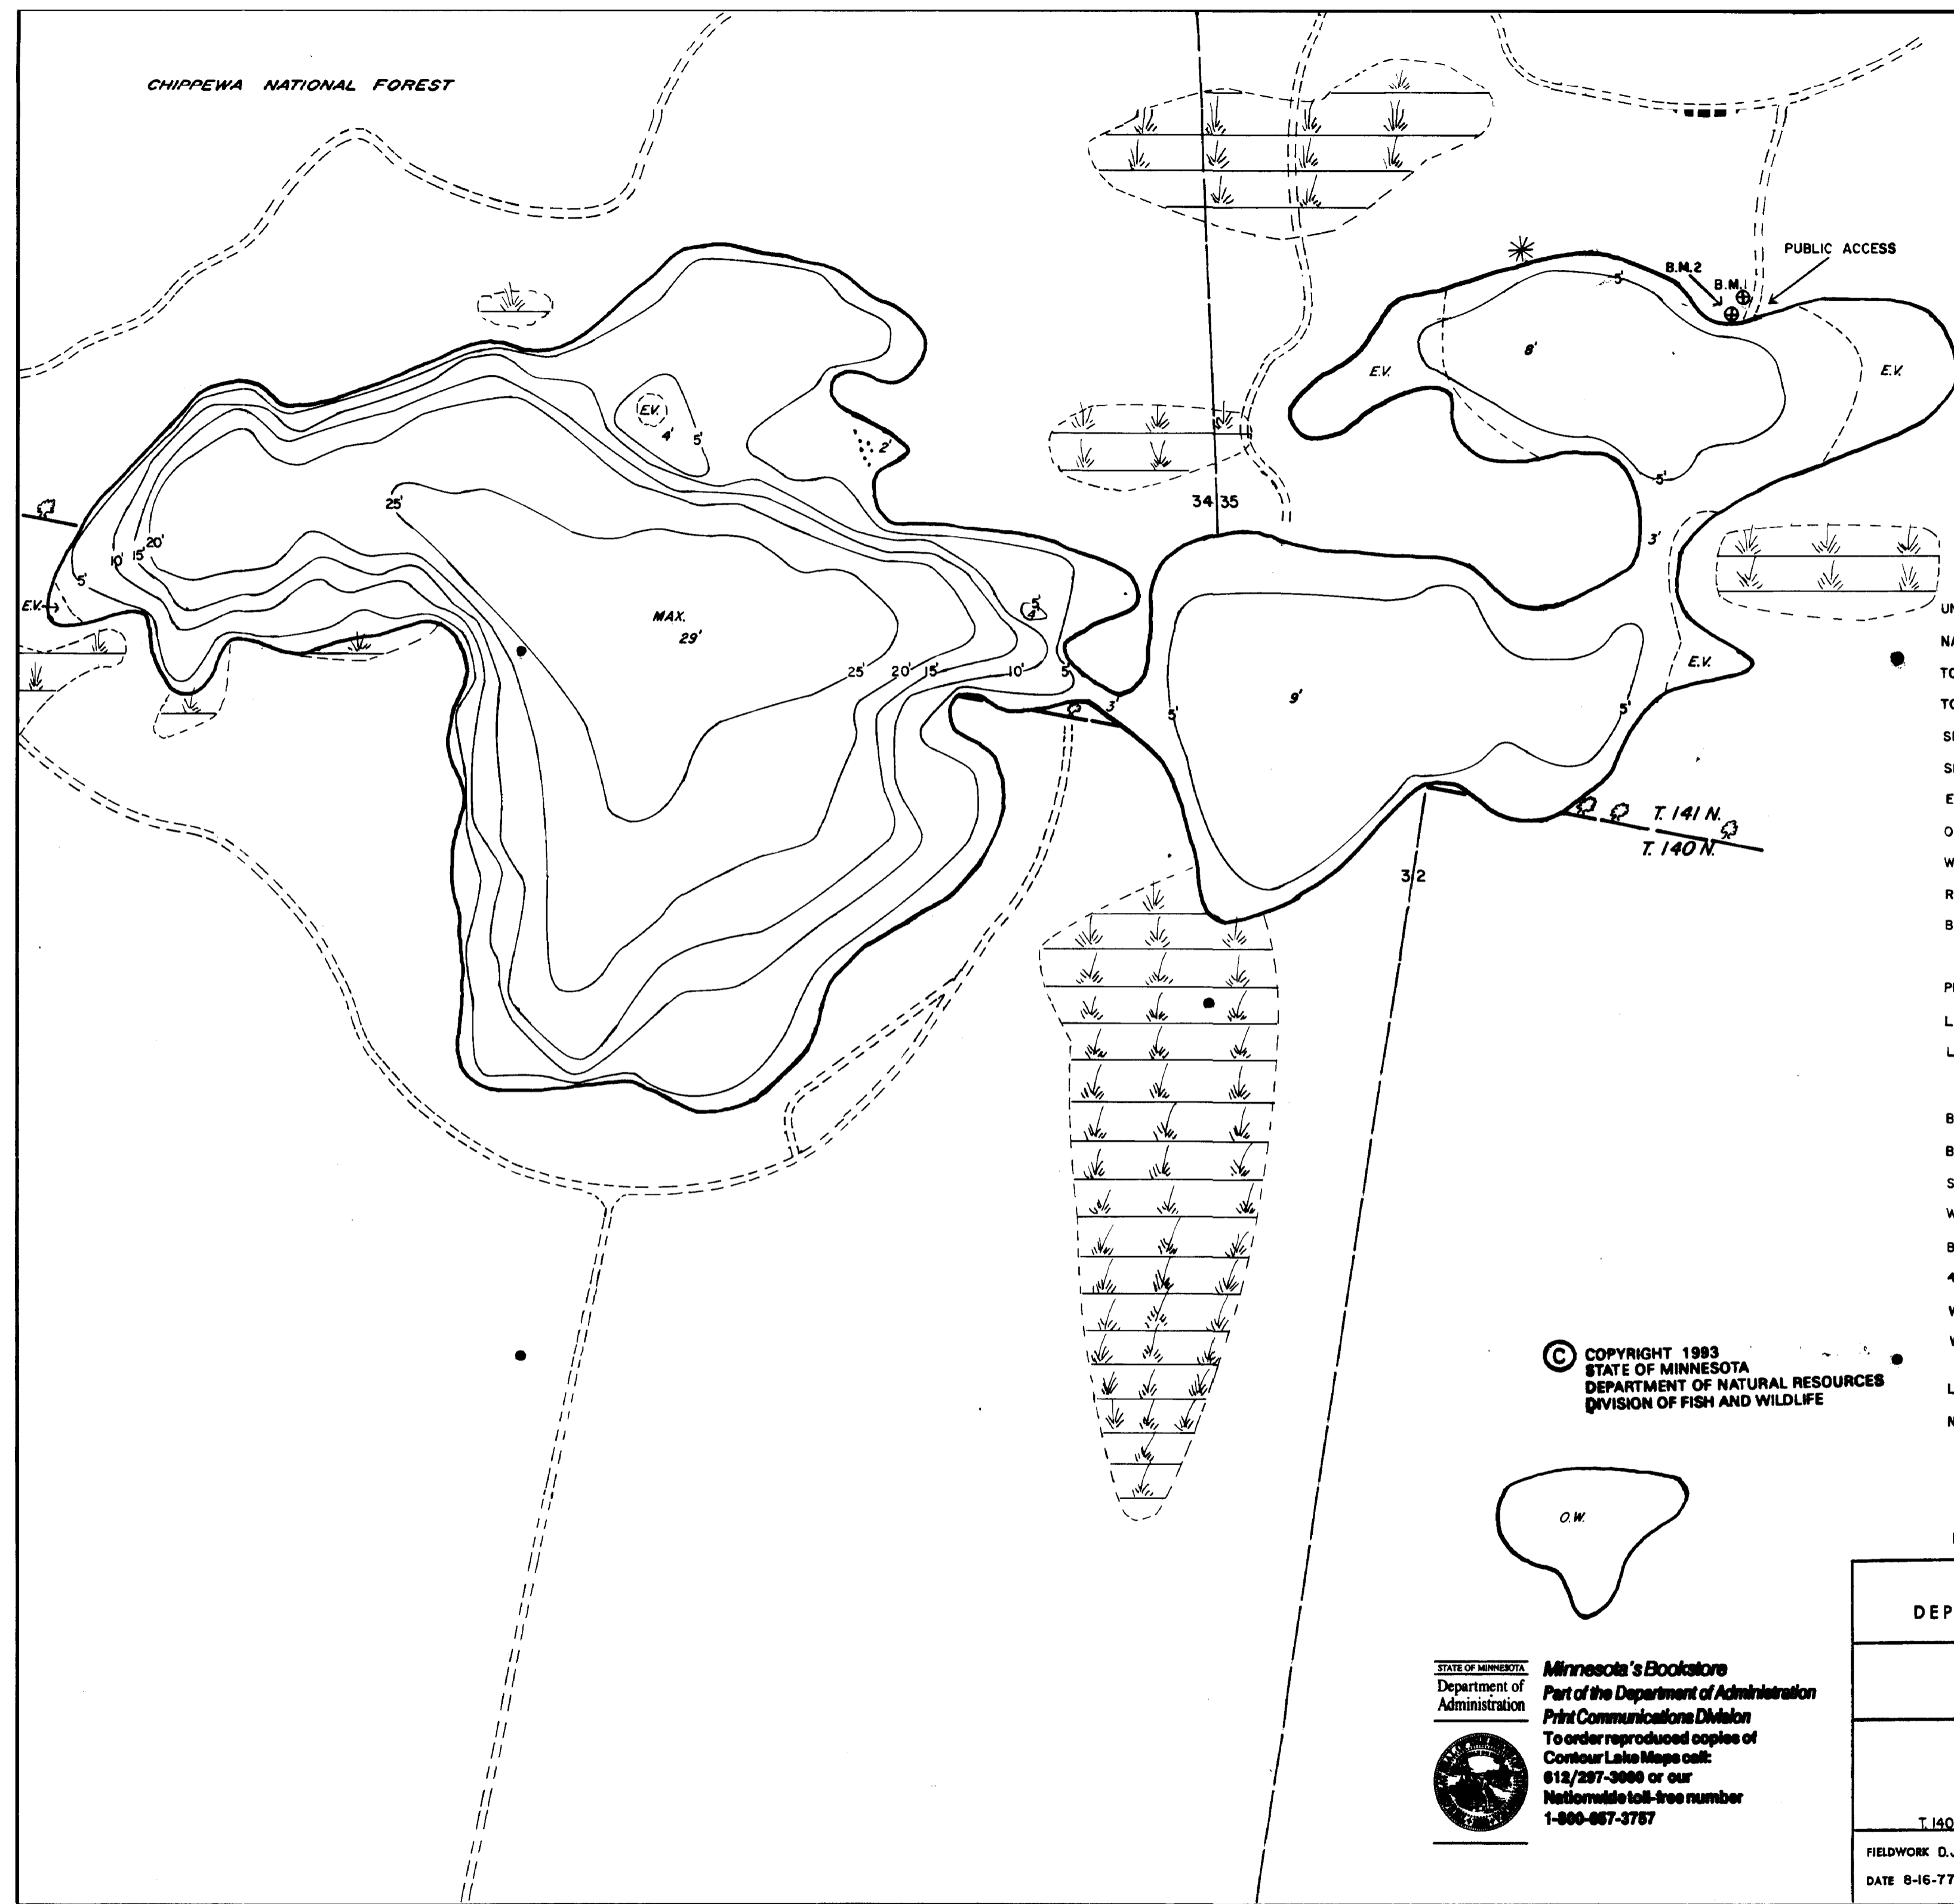 CHIPPEWA NATIONAL FOREST
PUBLIC ACCESS
B.M.2
B.M.1
5'
8'
E.V.
E.V.
E.V.
4'
5'
2'
25'
34 35
5'
3'
20'
15'
10'
5'
E.V.
MAX.
29'
5'
4'
25'
20'
15'
10'
5'
3'
E.V.
9'
5'
5'
T. 141 N.
T. 140 N.
3 2
© COPYRIGHT 1993
STATE OF MINNESOTA
DEPARTMENT OF NATURAL RESOURCES
DIVISION OF FISH AND WILDLIFE
O.W.
DEP
STATE OF MINNESOTA
Department of
Administration
Minnesota's Bookstore
Part of the Department of Administration
Print Communications Division
To order reproduced copies of
Contour Lake Maps call:
612/297-3000 or our
Nationwide toll-free number
1-800-657-3757
T. 140
FIELDWORK D.J
DATE 8-16-77